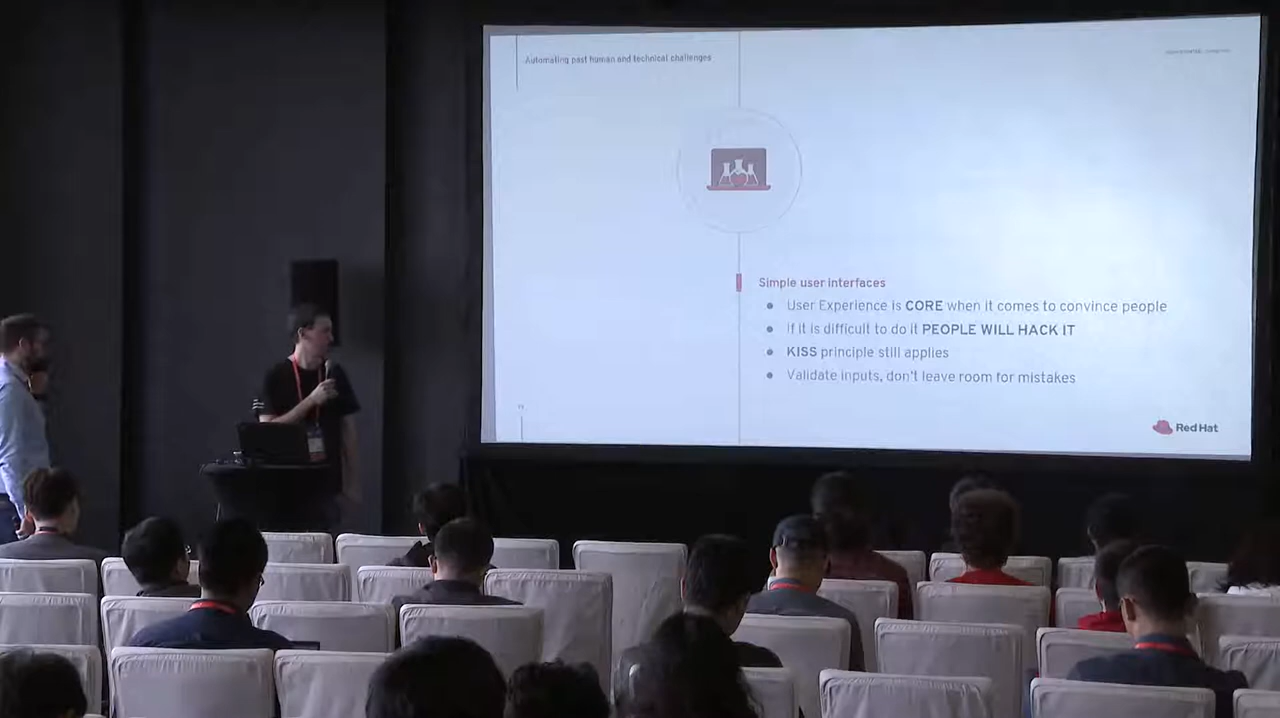 Automating past human and technical challenges
Simple user interfaces
User Experience is CORE when it comes to convince people
If it is difficult to do it PEOPLE WILL HACK IT
KISS principle still applies
Validate inputs, don't leave room for mistakes
Red Hat